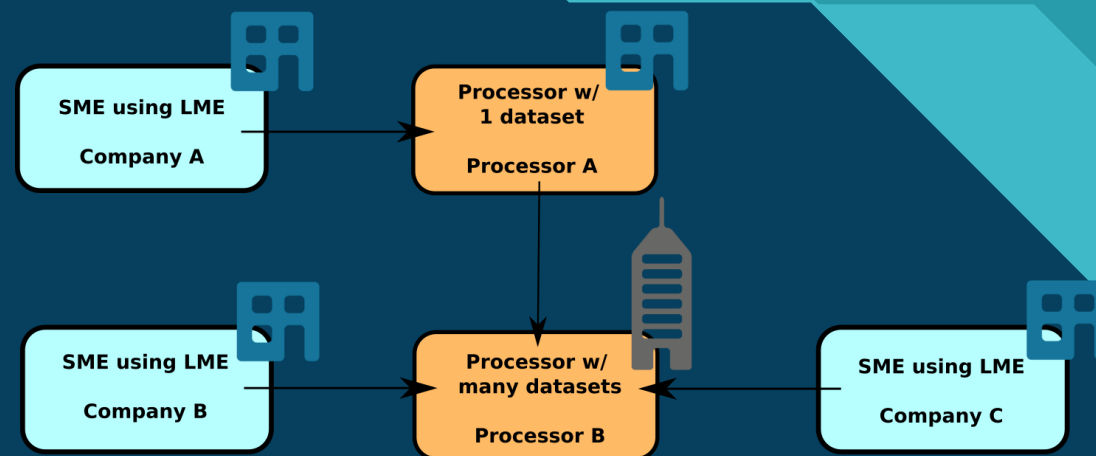 SME using LME
Company A
Processor w/
1 dataset
Processor A
SME using LME
Company B
Processor w/
many datasets
Processor B
SME using LME
Company C